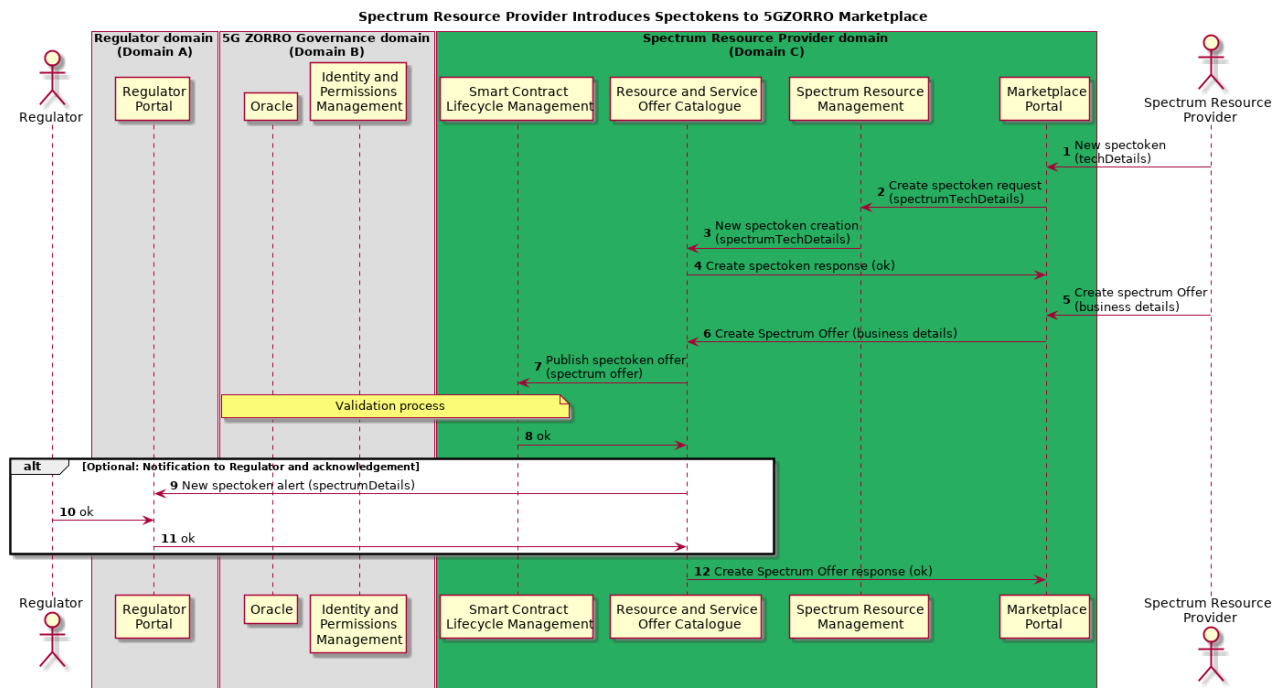 Spectrum Resource Provider Introduces Spectokens to 5GZORRO Marketplace
Regulator domain
(Domain A)
5G ZORRO Governance domain
(Domain B)
Spectrum Resource Provider domain
(Domain C)
Regulator
Regulator
Portal
Oracle
Identity and
Permissions
Management
Smart Contract
Lifecycle Management
Resource and Service
Offer Catalogue
Spectrum Resource
Management
Marketplace
Portal
Spectrum Resource
Provider
1 New spectoken
(techDetails)
2 Create spectoken request
(spectrumTechDetails)
3 New spectoken creation
(spectrumTechDetails)
4 Create spectoken response (ok)
5 Create spectrum Offer
(business details)
6 Create Spectrum Offer (business details)
7 Publish spectoken offer
(spectrum offer)
Validation process
8 ok
alt [Optional: Notification to Regulator and acknowledgement]
9 New spectoken alert (spectrumDetails)
10 ok
11 ok
12 Create Spectrum Offer response (ok)
Regulator
Regulator
Portal
Oracle
Identity and
Permissions
Management
Smart Contract
Lifecycle Management
Resource and Service
Offer Catalogue
Spectrum Resource
Management
Marketplace
Portal
Spectrum Resource
Provider